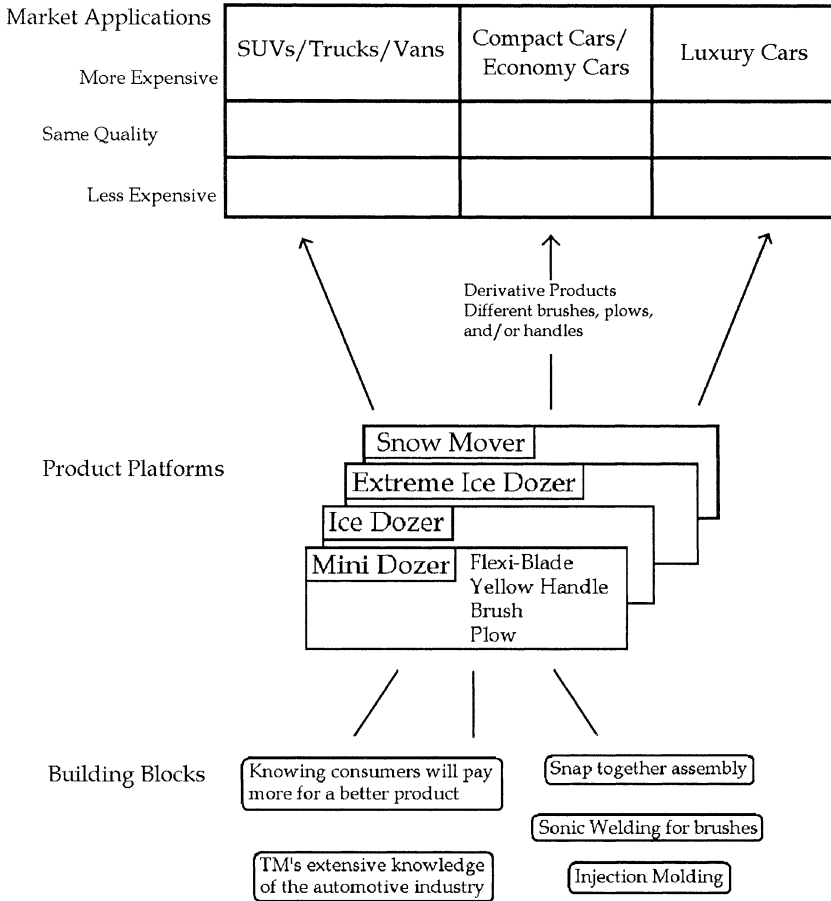 Market Applications
SUVs/Trucks/Vans
Compact Cars/
Economy Cars
Luxury Cars
More Expensive
Same Quality
Less Expensive
Derivative Products
Different brushes, plows,
and/or handles
Product Platforms
Snow Mover
Extreme Ice Dozer
Ice Dozer
Mini Dozer
Flexi-Blade
Yellow Handle
Brush
Plow
Building Blocks
Knowing consumers will pay
more for a better product
Snap together assembly
Sonic Welding for brushes
TM's extensive knowledge
of the automotive industry
Injection Molding